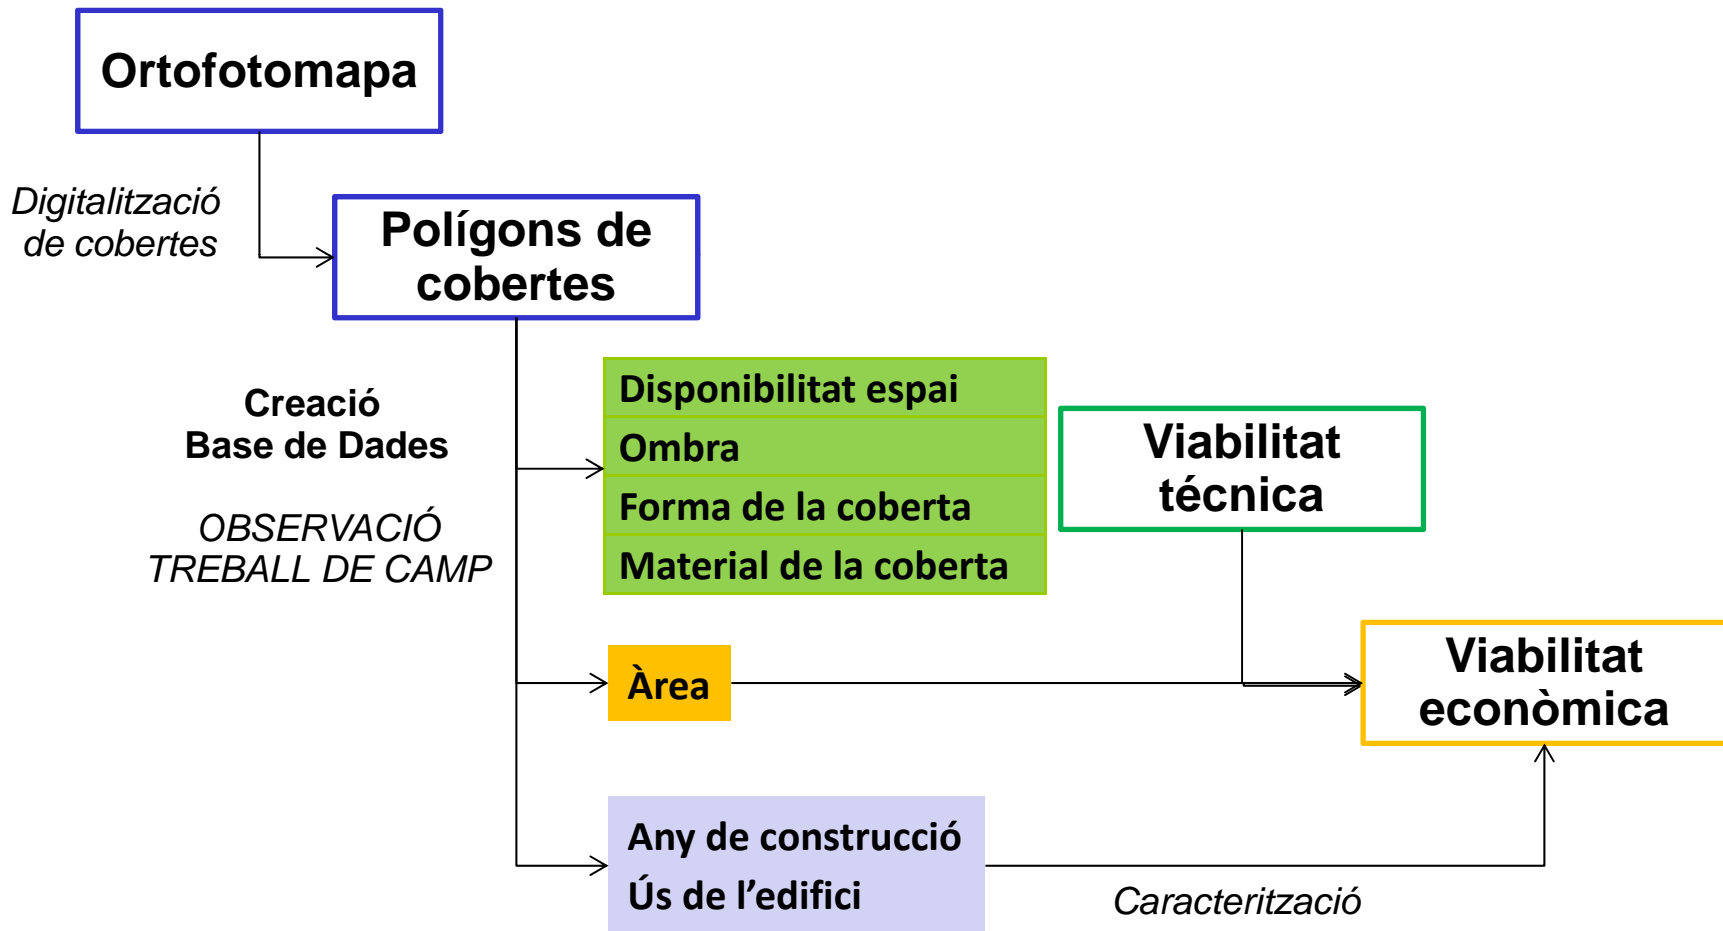 Ortofotomapa
Digitalització
de cobertes
Polígons de
cobertes
Creació
Base de Dades
OBSERVACIÓ
TREBALL DE CAMP
Disponibilitat espai
Ombra
Forma de la coberta
Material de la coberta
Viabilitat
técnica
Àrea
Viabilitat
econòmica
Any de construcció
Ús de l’edifici
Caracterització